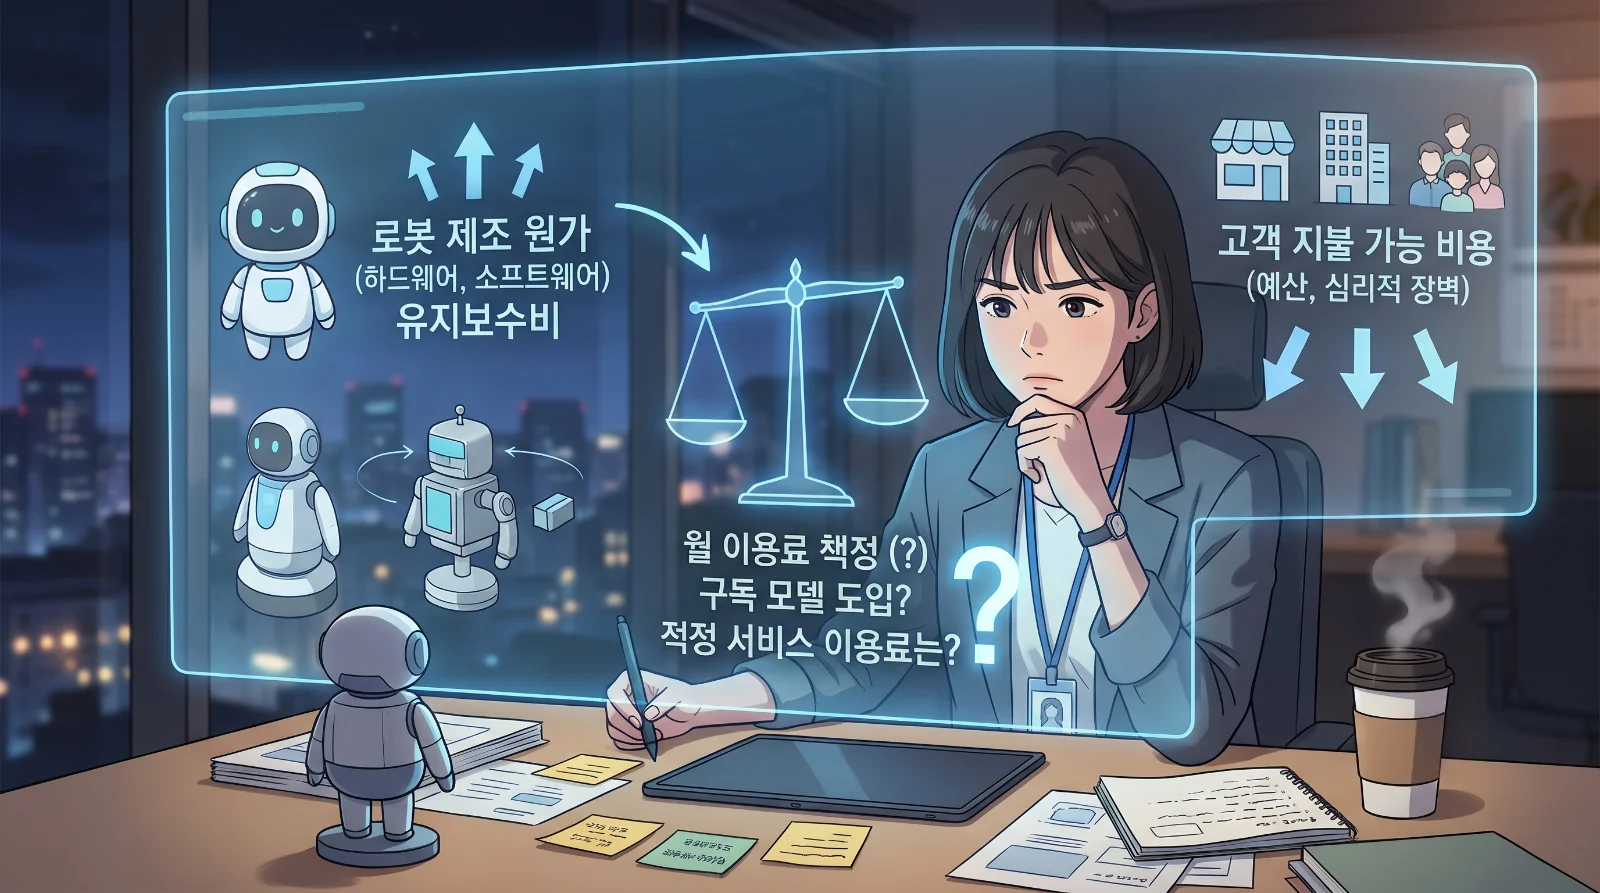 로봇 제조 원가
(하드웨어, 소프트웨어)
유지보수비
고객 지불 가능 비용
(예산, 심리적 장벽)
월 이용료 책정 (?)
구독 모델 도입?
적정 서비스 이용료는?
?